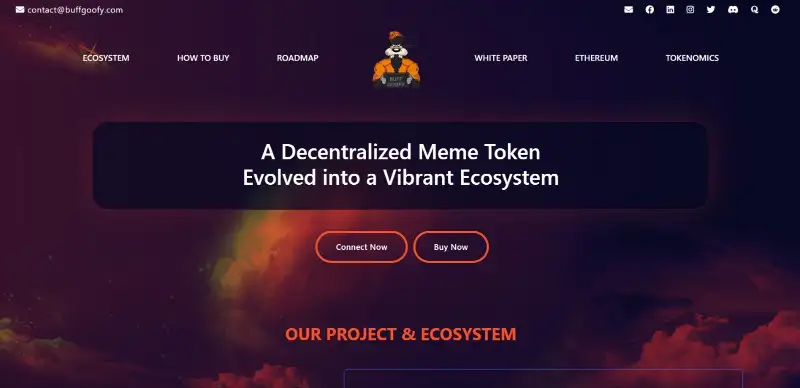 contact@buffgoofy.com
ECOSYSTEM HOW TO BUY ROADMAP WHITE PAPER ETHEREUM TOKENOMICS
BUFF
GOOFY
A Decentralized Meme Token
Evolved into a Vibrant Ecosystem
Connect Now Buy Now
OUR PROJECT & ECOSYSTEM